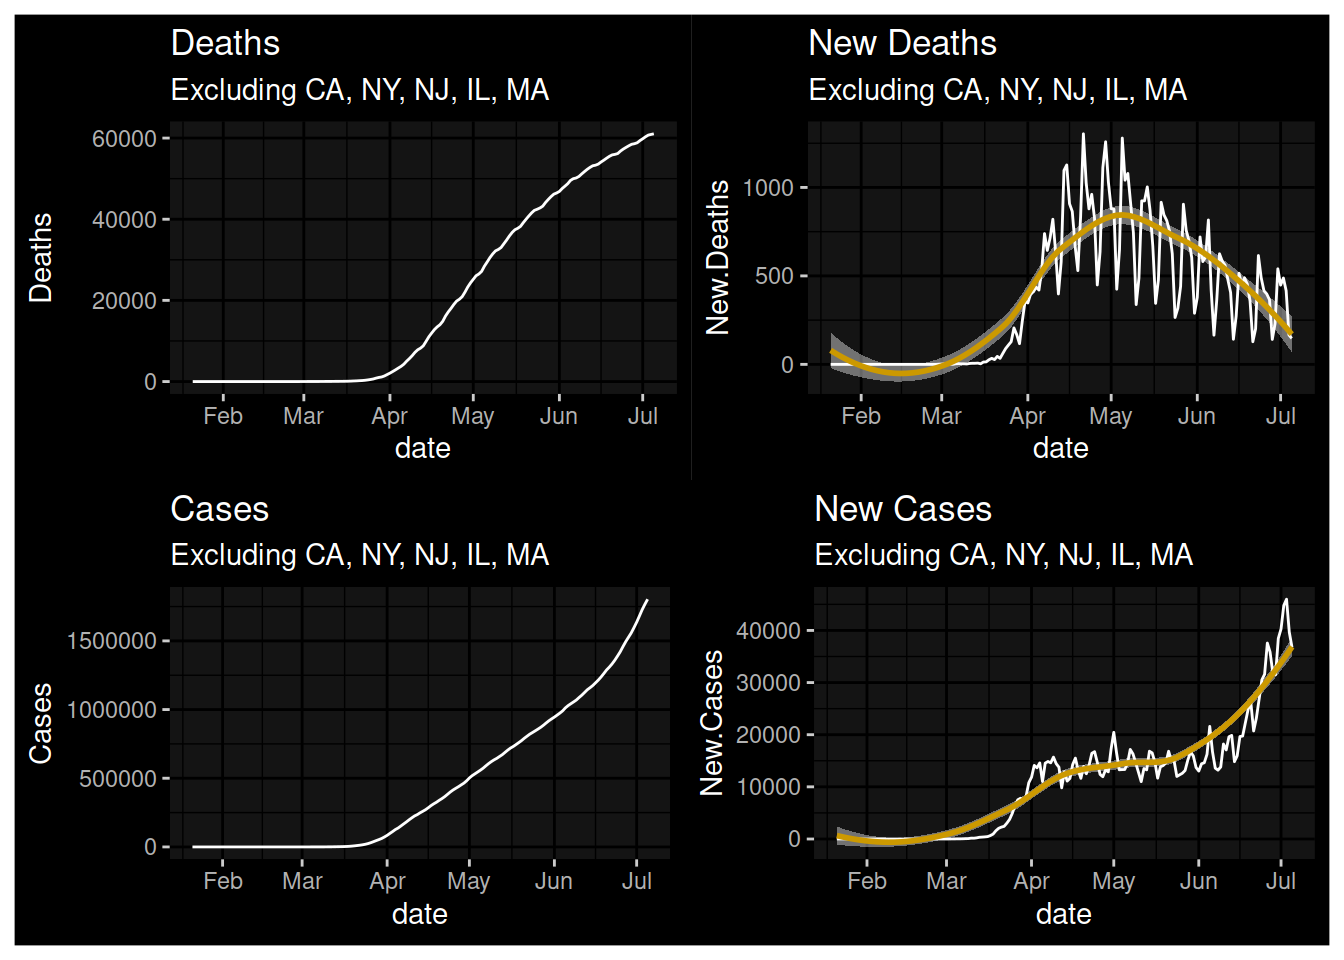 Deaths
Excluding CA, NY, NJ, IL, MA
60000
40000
20000
0
Deaths
Feb Mar Apr May Jun Jul
date
New Deaths
Excluding CA, NY, NJ, IL, MA
1000
500
0
New.Deaths
Feb Mar Apr May Jun Jul
date
Cases
Excluding CA, NY, NJ, IL, MA
1500000
1000000
500000
0
Cases
Feb Mar Apr May Jun Jul
date
New Cases
Excluding CA, NY, NJ, IL, MA
40000
30000
20000
10000
0
New.Cases
Feb Mar Apr May Jun Jul
date